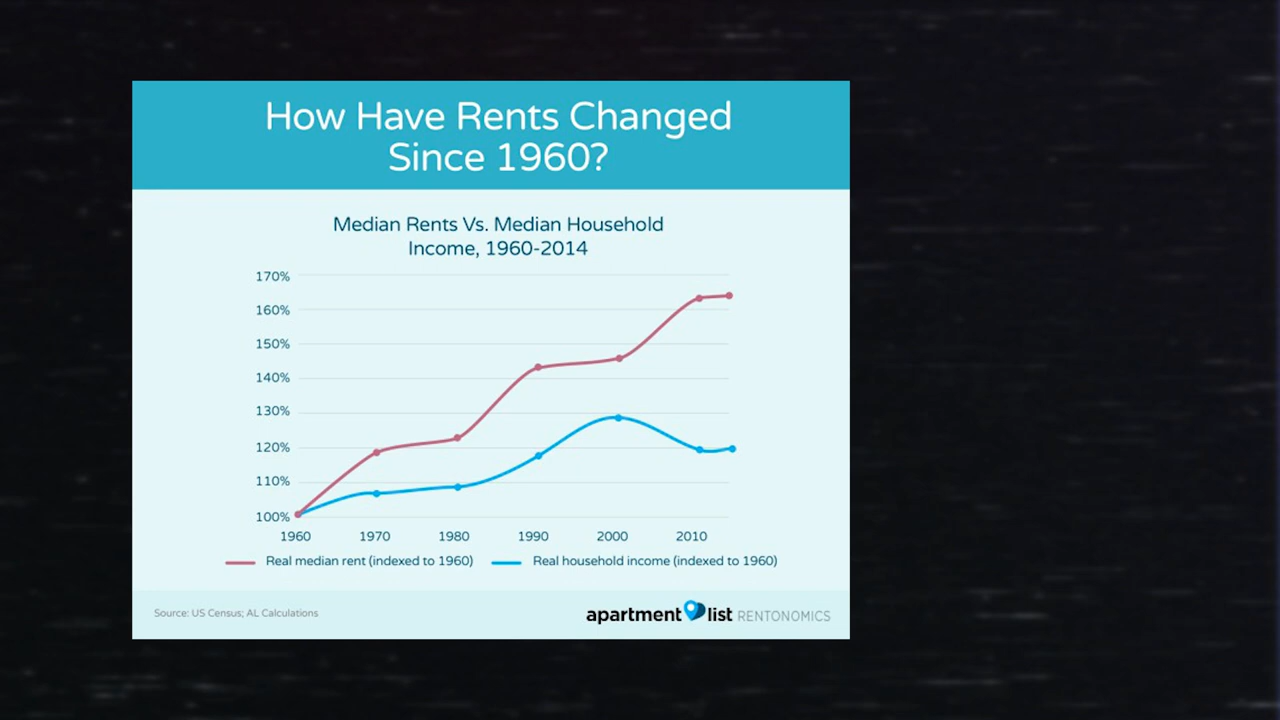 How Have Rents Changed
Since 1960?
Median Rents Vs. Median Household
Income, 1960-2014
170%
160%
150%
140%
130%
120%
110%
100%
1960 1970 1980 1990 2000 2010
Real median rent (indexed to 1960) Real household income (indexed to 1960)
Source: US Census; AL Calculations
apartment list RENTONOMICS